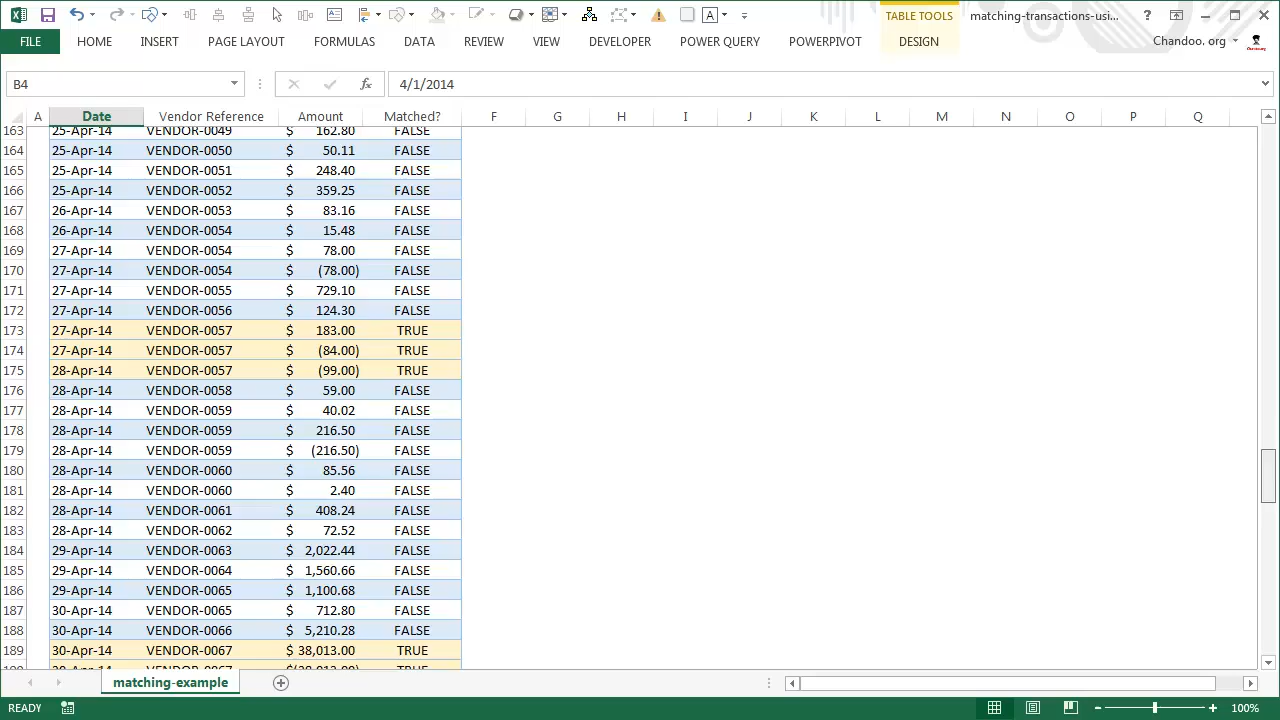 TABLE TOOLS matching-transactions-usi... ?
FILE HOME INSERT PAGE LAYOUT FORMULAS DATA REVIEW VIEW DEVELOPER POWER QUERY POWERPIVOT DESIGN Chandoo, org
B4 fx 4/1/2014
A Date Vendor Reference Amount Matched? F G H I J K L M N O P Q
163 25-Apr-14 VENDOR-0049 162.80 FALSE
164 25-Apr-14 VENDOR-0050 $ 50.11 FALSE
165 25-Apr-14 VENDOR-0051 $ 248.40 FALSE
166 25-Apr-14 VENDOR-0052 $ 359.25 FALSE
167 26-Apr-14 VENDOR-0053 $ 83.16 FALSE
168 26-Apr-14 VENDOR-0054 $ 15.48 FALSE
169 27-Apr-14 VENDOR-0054 $ 78.00 FALSE
170 27-Apr-14 VENDOR-0054 $ (78.00) FALSE
171 27-Apr-14 VENDOR-0055 $ 729.10 FALSE
172 27-Apr-14 VENDOR-0056 $ 124.30 FALSE
173 27-Apr-14 VENDOR-0057 $ 183.00 TRUE
174 27-Apr-14 VENDOR-0057 $ (84.00) TRUE
175 28-Apr-14 VENDOR-0057 $ (99.00) TRUE
176 28-Apr-14 VENDOR-0058 $ 59.00 FALSE
177 28-Apr-14 VENDOR-0059 $ 40.02 FALSE
178 28-Apr-14 VENDOR-0059 $ 216.50 FALSE
179 28-Apr-14 VENDOR-0059 $ (216.50) FALSE
180 28-Apr-14 VENDOR-0060 $ 85.56 FALSE
181 28-Apr-14 VENDOR-0060 $ 2.40 FALSE
182 28-Apr-14 VENDOR-0061 $ 408.24 FALSE
183 28-Apr-14 VENDOR-0062 $ 72.52 FALSE
184 29-Apr-14 VENDOR-0063 $ 2,022.44 FALSE
185 29-Apr-14 VENDOR-0064 $ 1,560.66 FALSE
186 29-Apr-14 VENDOR-0065 $ 1,100.68 FALSE
187 30-Apr-14 VENDOR-0065 $ 712.80 FALSE
188 30-Apr-14 VENDOR-0066 $ 5,210.28 FALSE
189 30-Apr-14 VENDOR-0067 $ 38,013.00 TRUE
matching-example
READY 100%